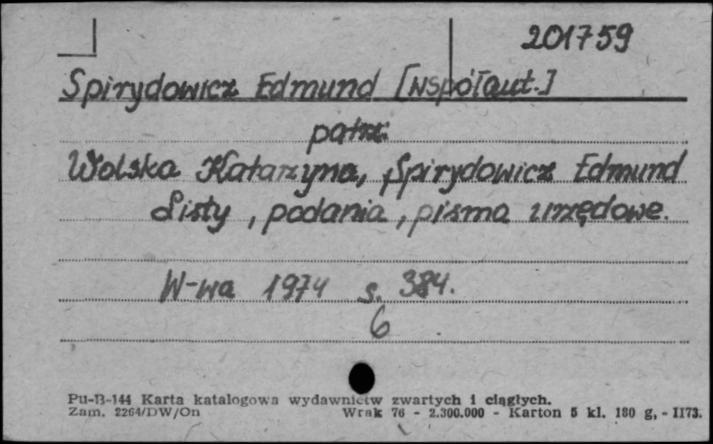 201759
Spirydowicz Edmund [współaut.]
patrz:
Wolska Katarzyna, Spirydowicz Edmund
Listy, podania, pisma urzędowe.
W-wa 1974 s. 384.
6
Pu-B-144 Karta katalogowa wydawnictw zwartych i ciągłych.
Zam. 2264/DW/On Wrak 76 - 2.300.000 - Karton 5 kl. 180 g, - II73.